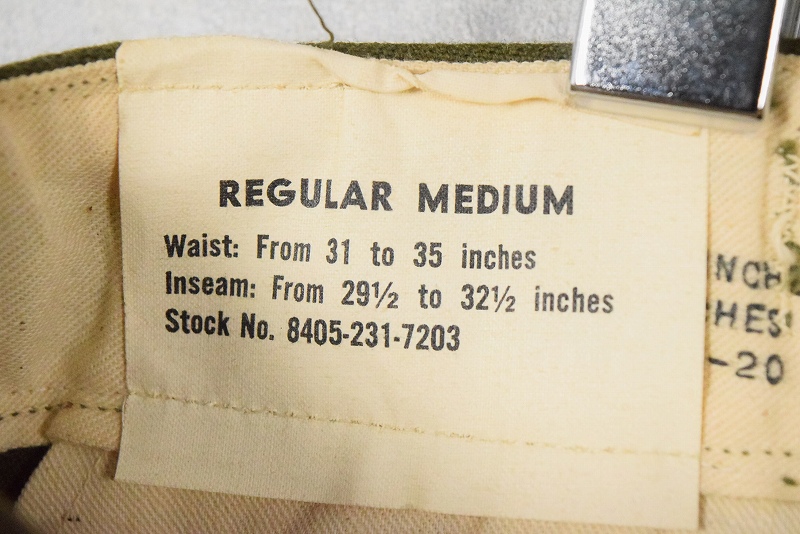 REGULAR MEDIUM
Waist: From 31 to 35 inches
Inseam: From 29½ to 32½ inches
Stock No. 8405-231-7203
-20